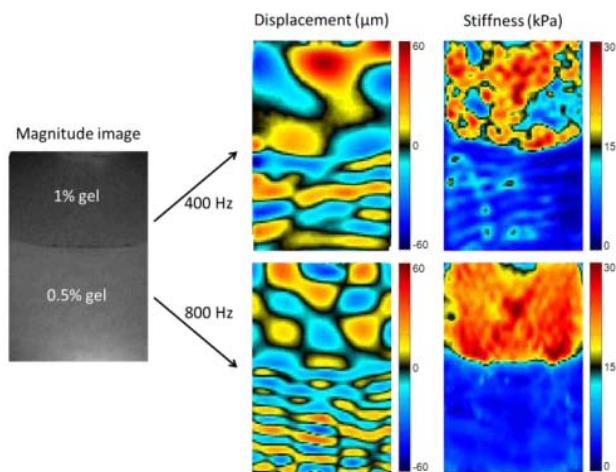 Displacement (μm)
Stiffness (kPa)
Magnitude image
1% gel
0.5% gel
400 Hz
800 Hz
60
0
-60
30
15
0
60
0
-60
30
15
0